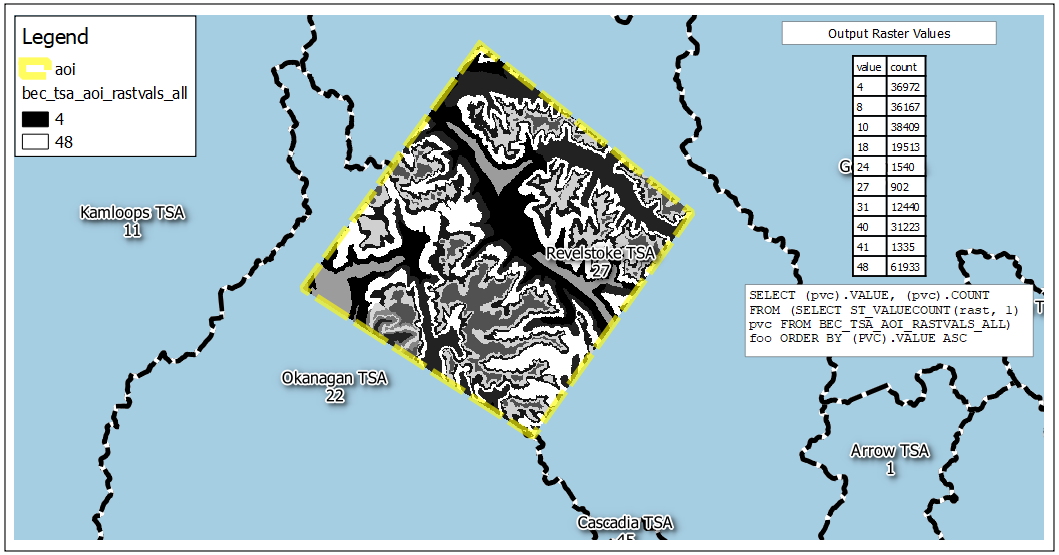 Legend
aoi
bec_tsa_aoi_rastvals_all
4
48
Output Raster Values
value count
4 36972
8 36167
10 38409
18 19513
24 1540
27 902
31 12440
40 31223
41 1335
48 61933
Kamloops TSA
11
Revelstoke TSA
27
SELECT (pvc).VALUE, (pvc).COUNT
FROM (SELECT ST_VALUECOUNT(rast, 1)
pvc FROM BEC_TSA_AOI_RASTVALS_ALL)
foo ORDER BY (PVC).VALUE ASC
Okanagan TSA
22
Arrow TSA
1
Cascadia TSA
45